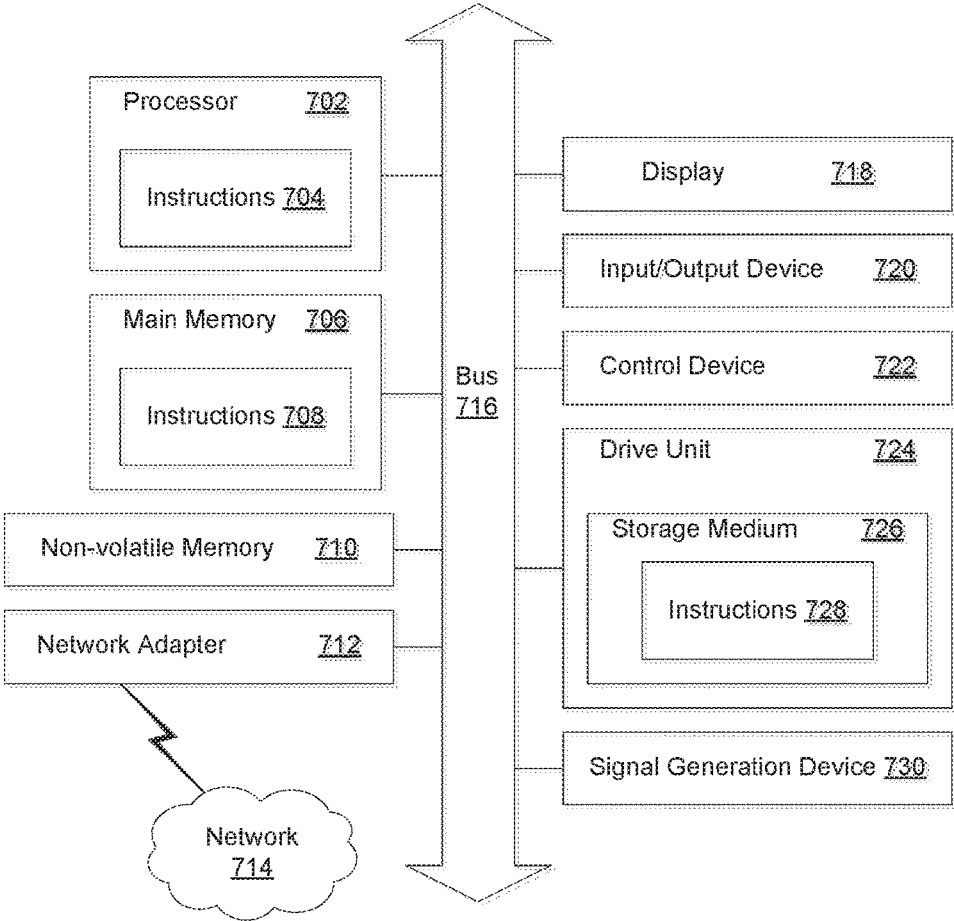 Processor 702
Instructions 704
Main Memory 706
Instructions 708
Non-volatile Memory 710
Network Adapter 712
Network
714
Bus
716
Display 718
Input/Output Device 720
Control Device 722
Drive Unit 724
Storage Medium 726
Instructions 728
Signal Generation Device 730